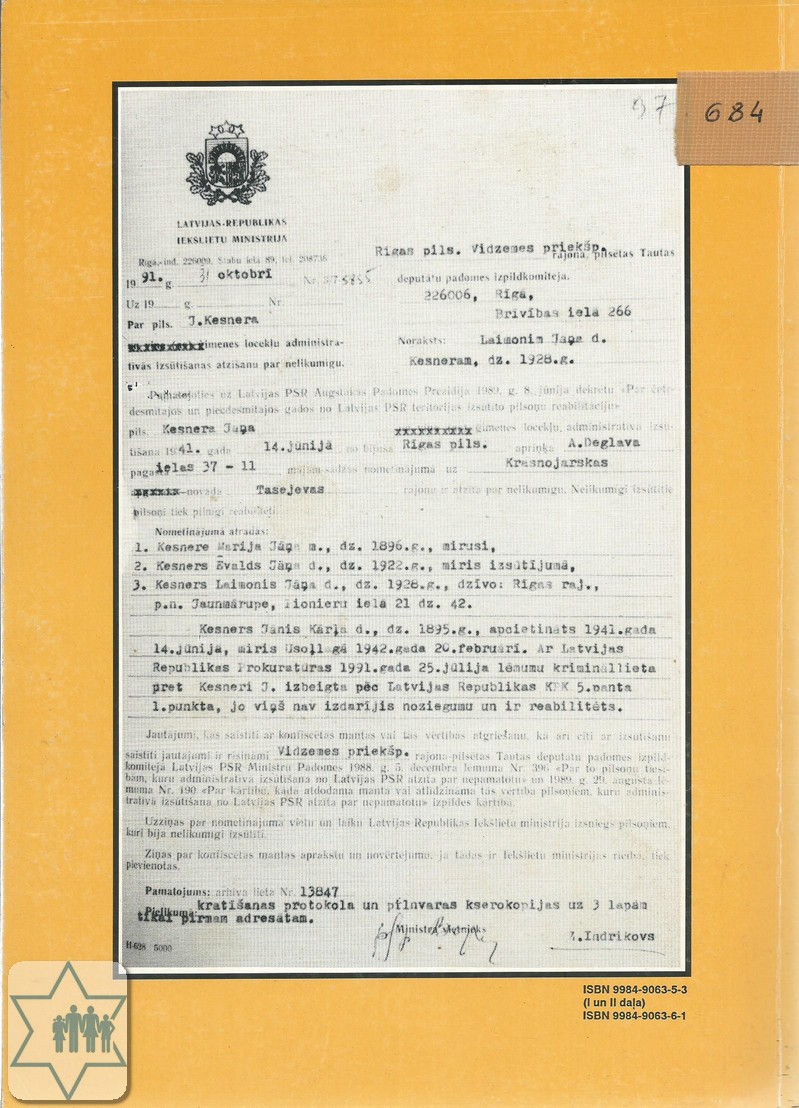 97
684
LATVIJAS REPUBLIKAS
IEKŠLIETU MINISTRIJA
Rīgā, ind. 226009, Stabu ielā 89, tel. 208736
1991. g 31 oktobrī Nr.
Uz 19 g. Nr.
Par pils. J.Kesnera
ģimenes locekļu administra-
tīvās izsūtīšanas atzīšanu par nelikumīgu.
Rīgas pils. Vidzemes priekšp. rajona, pilsētas Tautas
deputātu padomes izpildkomiteja.
226006, Rīgā,
Brīvības ielā 266
Noraksts: Laimonim Jāņa d.
Kesneram, dz. 1928.g.
Pamatojoties uz Latvijas PSR Augstākās Padomes Prezidija 1989. g. 8. jūnija dekrētu «Par četr-
desmitajos un piecdesmitajos gados no Latvijas PSR teritorijas izsūtīto pilsoņu reabilitāciju»
pils. Kesnera Jāņa xxxxxxxxxx ģimenes locekļu, administratīvā izsū-
tīšana 1941. gada 14.jūnijā no bijušā Rīgas pils. apriņķa A.Deglava
pagasta ielas 37 - 11 mājām-sādžas nometinājumā uz Krasnojarskas
novada Tasejevas rajonu ir atzīta par nelikumīgu. Nelikumīgi izsūtītie
pilsoņi tiek pilnīgi reabilitēti.
Nometinājumā atradās:
1. Kesnere Marija Jāņa m., dz. 1896.g., mirusi,
2. Kesners Ēvalds Jāņa d., dz. 1922.g., miris izsūtījumā,
3. Kesners Laimonis Jāņa d., dz. 1928.g., dzīvo: Rīgas raj.,
p.n. Jaunmārupe, Pionieru ielā 21 dz. 42.
Kesners Jānis Kārļa d., dz. 1895.g., apcietināts 1941.gada
14.jūnijā, miris Usoļlagā 1942.gada 20.februārī. Ar Latvijas
Republikas Prokuratūras 1991.gada 25.jūlija lēmumu krimināllieta
pret Kesneri J. izbeigta pēc Latvijas Republikas KPK 5.panta
1.punkta, jo viņš nav izdarījis noziegumu un ir reabilitēts.
Jautājumi, kas saistīti ar konfiscētās mantas vai tās vērtības atgriešanu, kā arī citi ar izsūtīšanu
saistīti jautājumi ir risināmi Vidzemes priekšp. rajona-pilsētas Tautas deputātu padomes izpild-
komitejā Latvijas PSR Ministru Padomes 1988. g. 5. decembra lēmuma Nr. 396 «Par to pilsoņu tiesī-
bām, kuru administratīvā izsūtīšana no Latvijas PSR atzīta par nepamatotu» un 1989. g. 29. augusta lē-
muma Nr. 190 «Par kārtību, kādā atdodama manta vai atlīdzināma tās vērtība pilsoņiem, kuru adminis-
tratīvā izsūtīšana no Latvijas PSR atzīta par nepamatotu» izpildes kārtībā.
Uzziņas par nometinājuma vietu un laiku Latvijas Republikas Iekšlietu ministrija izsniegs pilsoņiem,
kuri bija nelikumīgi izsūtīti.
Ziņas par konfiscētās mantas aprakstu un novērtējumu, ja tādas ir Iekšlietu ministrijas rīcībā, tiek
pievienotas.
Pamatojums: arhīva lieta Nr. 13847
Pielikumā: kratīšanas protokola un pilnvaras kserokopijas uz 3 lapām
tikai pirmam adresātam.
Ministra vietnieks
Z.Indrikovs
H-628 5000
ISBN 9984-9063-5-3
(I un II daļa)
ISBN 9984-9063-6-1